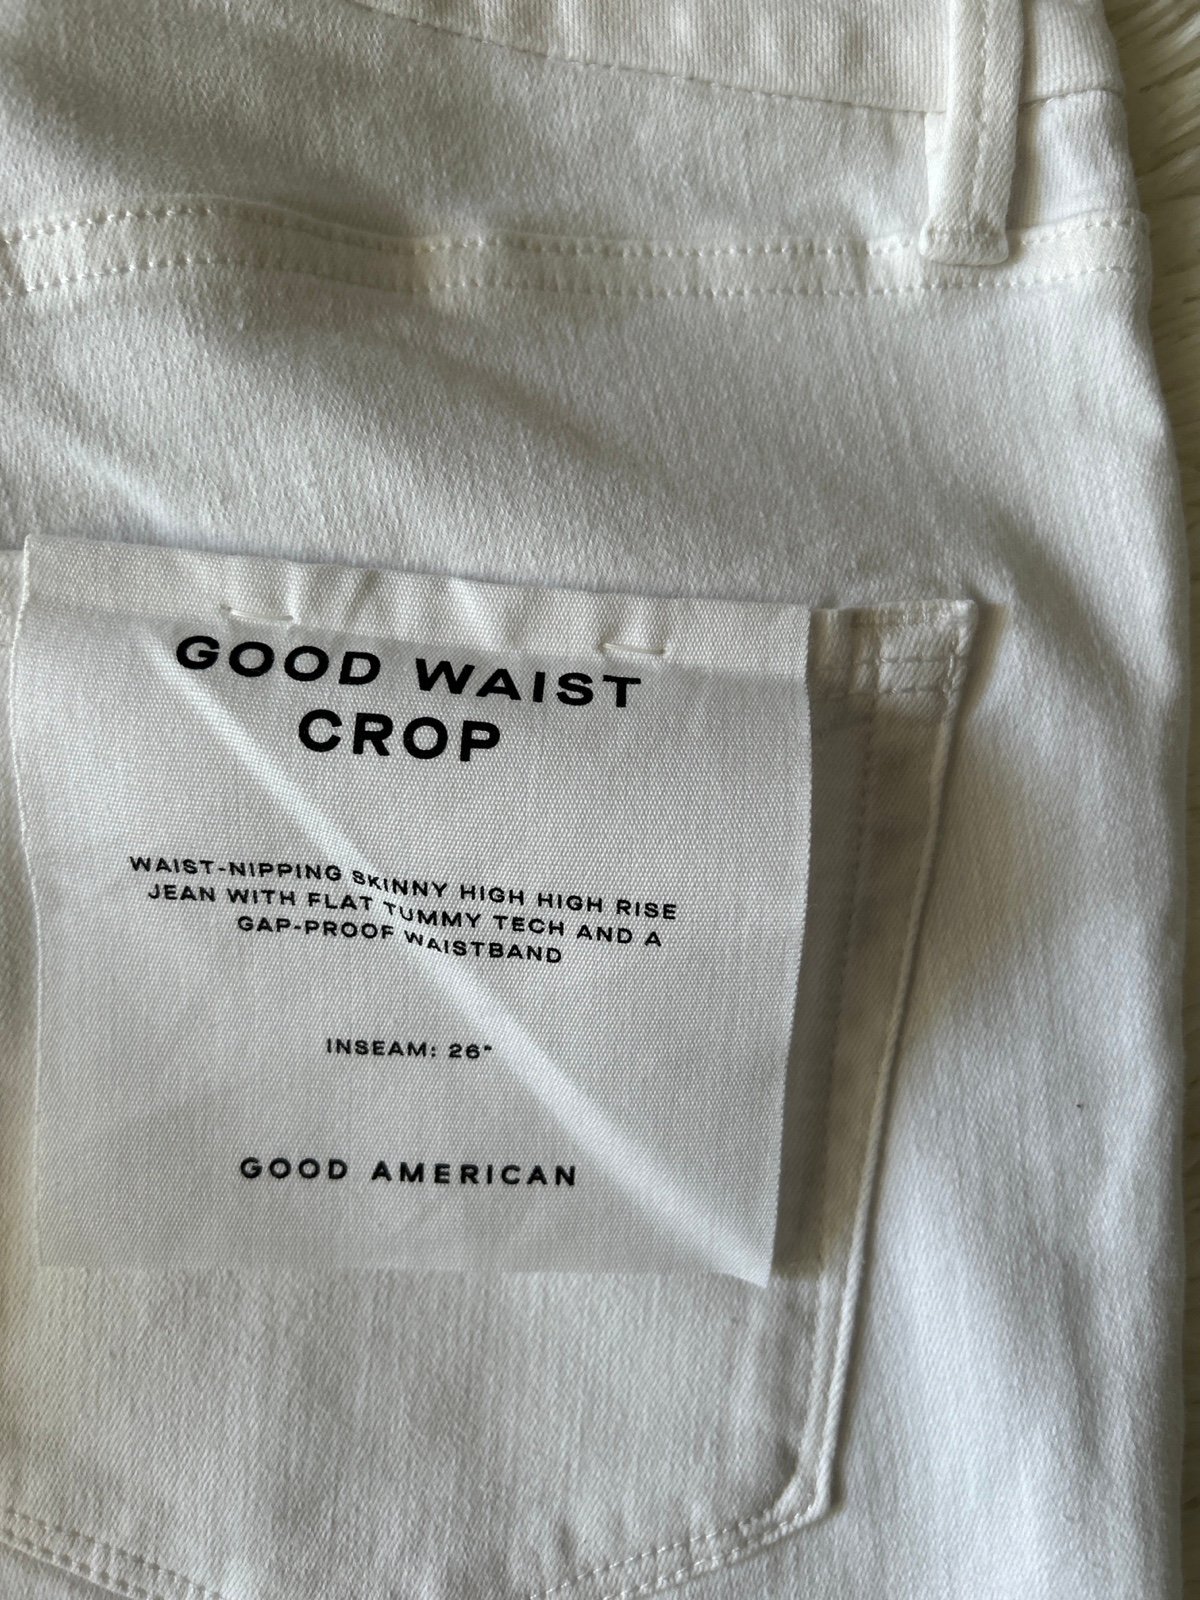 GOOD WAIST
CROP
WAIST-NIPPING SKINNY HIGH HIGH RISE
JEAN WITH FLAT TUMMY TECH AND A
GAP-PROOF WAISTBAND
INSEAM: 26"
GOOD AMERICAN